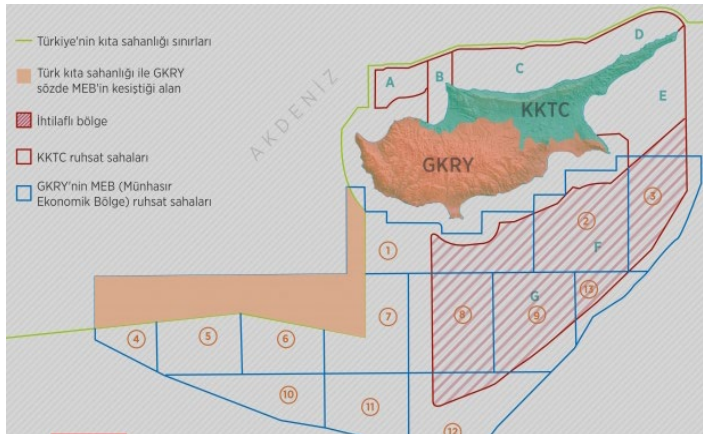 Türkiye'nin kıta sahanlığı sınırları
Türk kıta sahanlığı ile GKRY
sözde MEB'in kesiştiği alan
İhtilaflı bölge
KKTC ruhsat sahaları
GKRY'nin MEB (Münhasır
Ekonomik Bölge) ruhsat sahaları
AKDENİZ
A
B
C
D
E
KKTC
GKRY
1
2
3
F
G
4
5
6
7
8
9
13
10
11
12